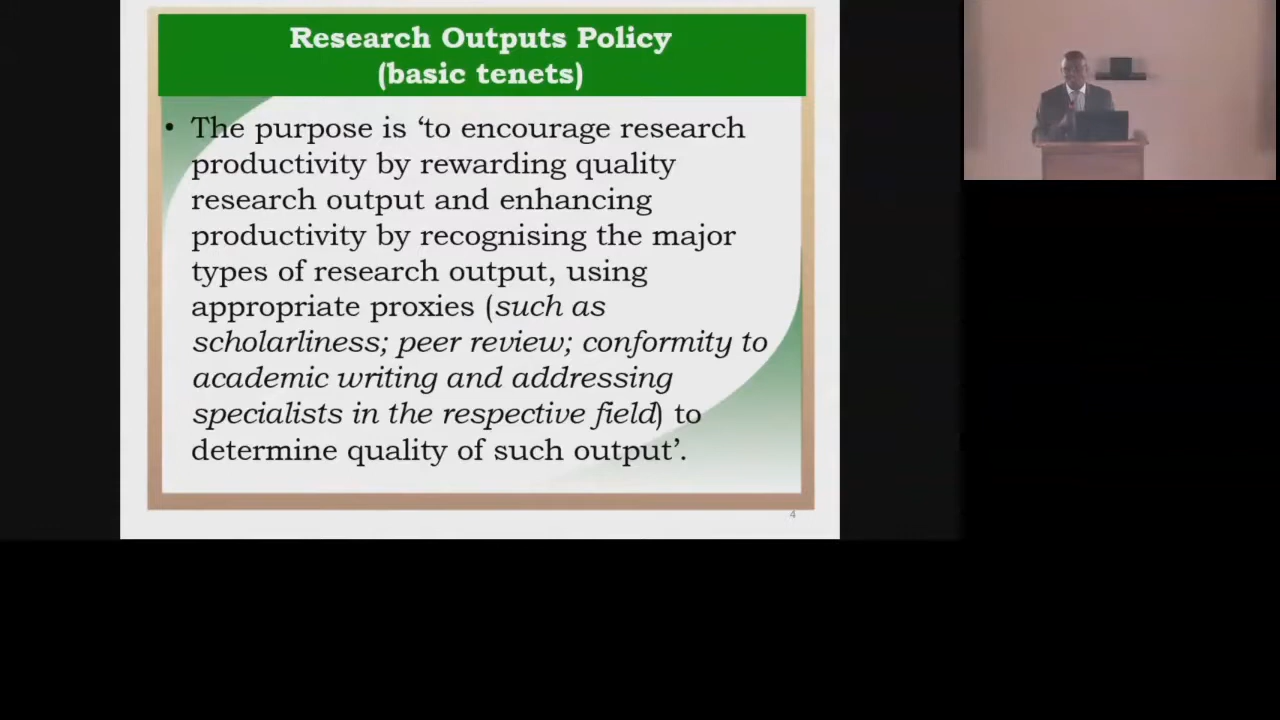 Research Outputs Policy
(basic tenets)
• The purpose is ‘to encourage research
productivity by rewarding quality
research output and enhancing
productivity by recognising the major
types of research output, using
appropriate proxies (such as
scholarliness; peer review; conformity to
academic writing and addressing
specialists in the respective field) to
determine quality of such output’.
4